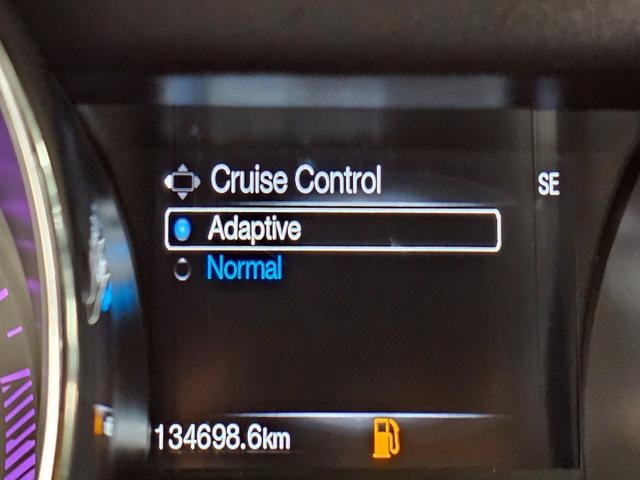 Cruise Control
SE
Adaptive
Normal
134698.6km